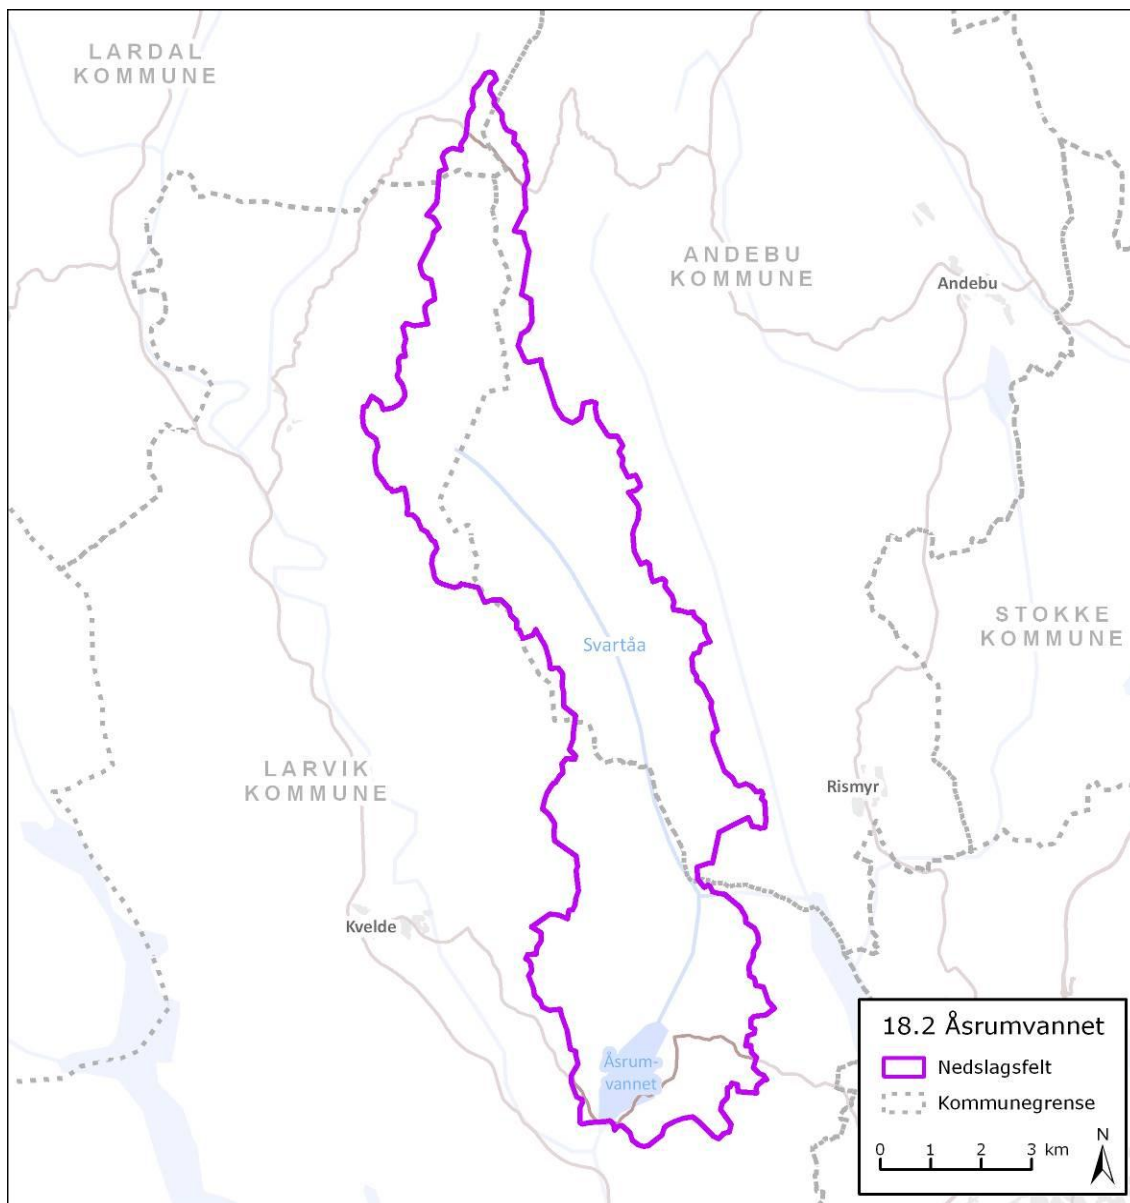 LARDAL
KOMMUNE
ANDEBU
KOMMUNE
Andebu
STOKKE
KOMMUNE
Svartåa
LARVIK
KOMMUNE
Rismyr
Kvelde
Åsrum-
vannet
18.2 Åsrumvannet
Nedslagsfelt
Kommunegrense
0 1 2 3 km
N